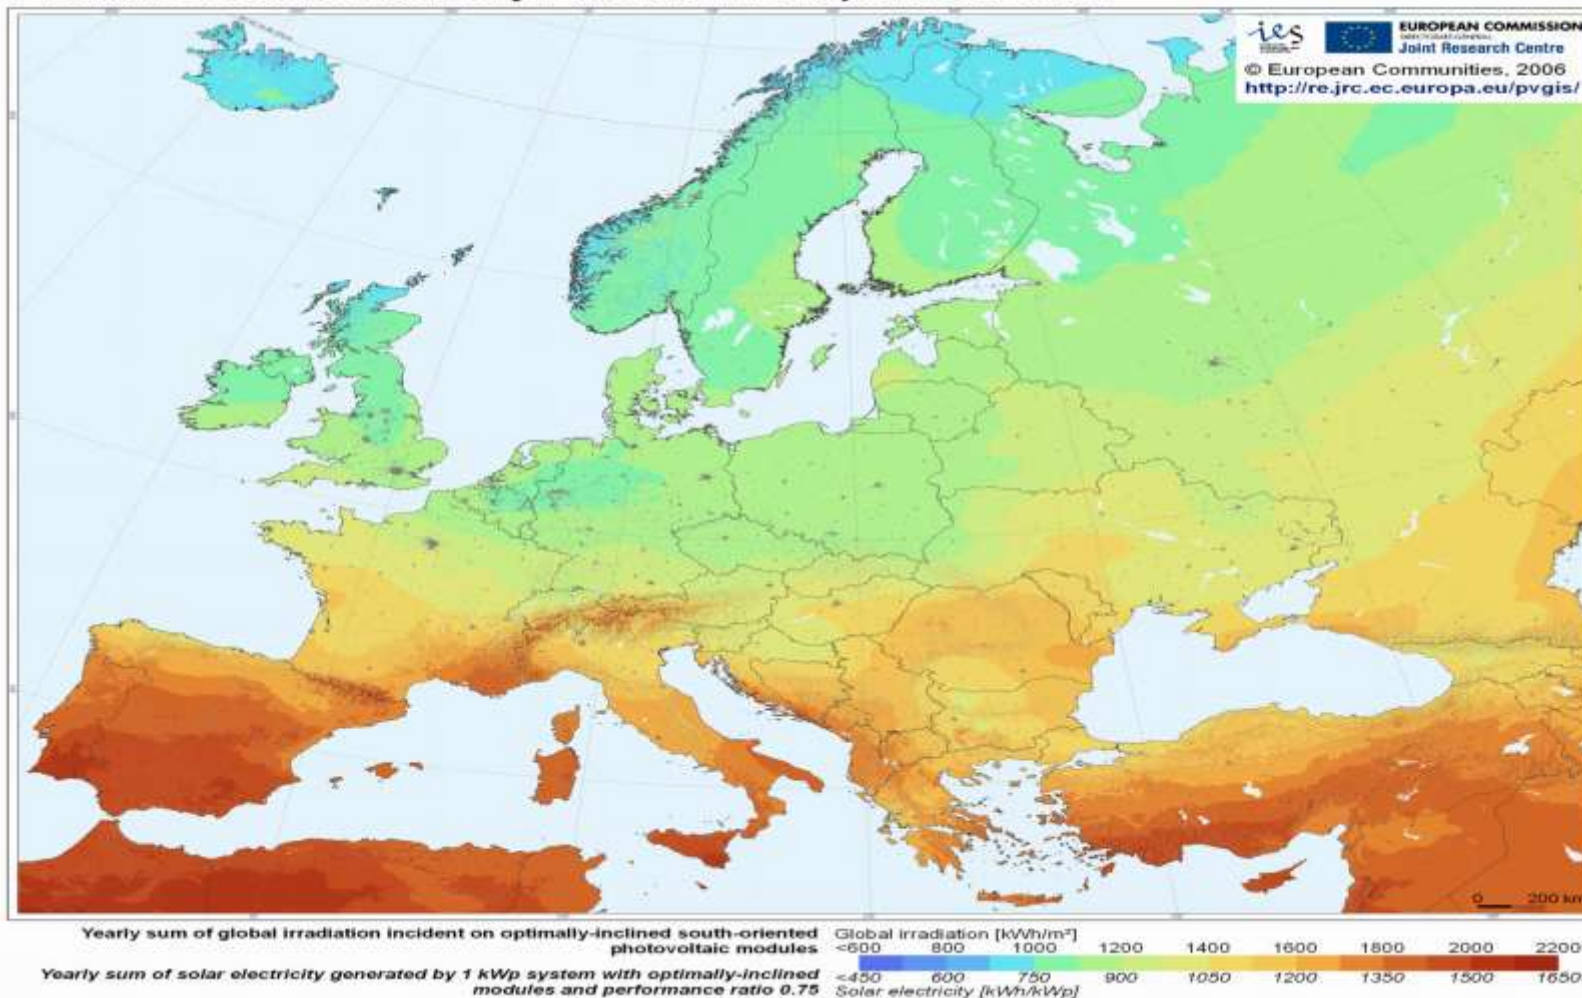 ies
EUROPEAN COMMISSION
DIRECTORATE-GENERAL
Joint Research Centre
© European Communities, 2006
http://re.jrc.ec.europa.eu/pvgis/
0 200 km
Yearly sum of global irradiation incident on optimally-inclined south-oriented
photovoltaic modules
Global irradiation [kWh/m²]
<600 800 1000 1200 1400 1600 1800 2000 2200
Yearly sum of solar electricity generated by 1 kWp system with optimally-inclined
modules and performance ratio 0.75
<450 600 750 900 1050 1200 1350 1500 1650
Solar electricity [kWh/kWp]